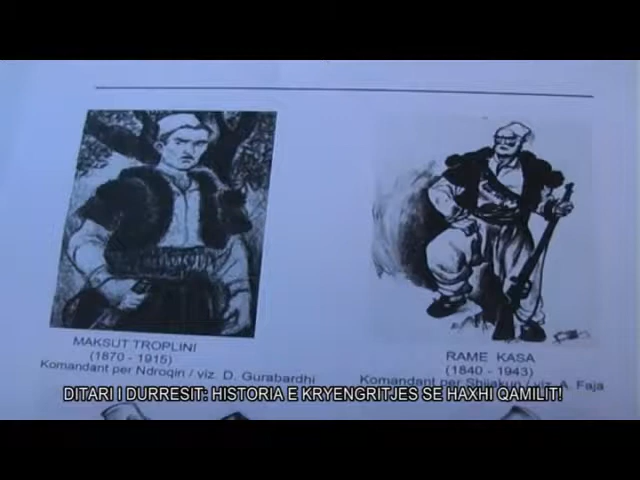 MAKSUT TROPLINI
(1870 - 1915)
Komandant per Ndroqin / viz. D. Gurabardhi
RAME KASA
(1840 - 1943)
Komandant per Shijakun / viz. A. Faja
DITARI I DURRESIT: HISTORIA E KRYENGRITJES SE HAXHI QAMILIT!